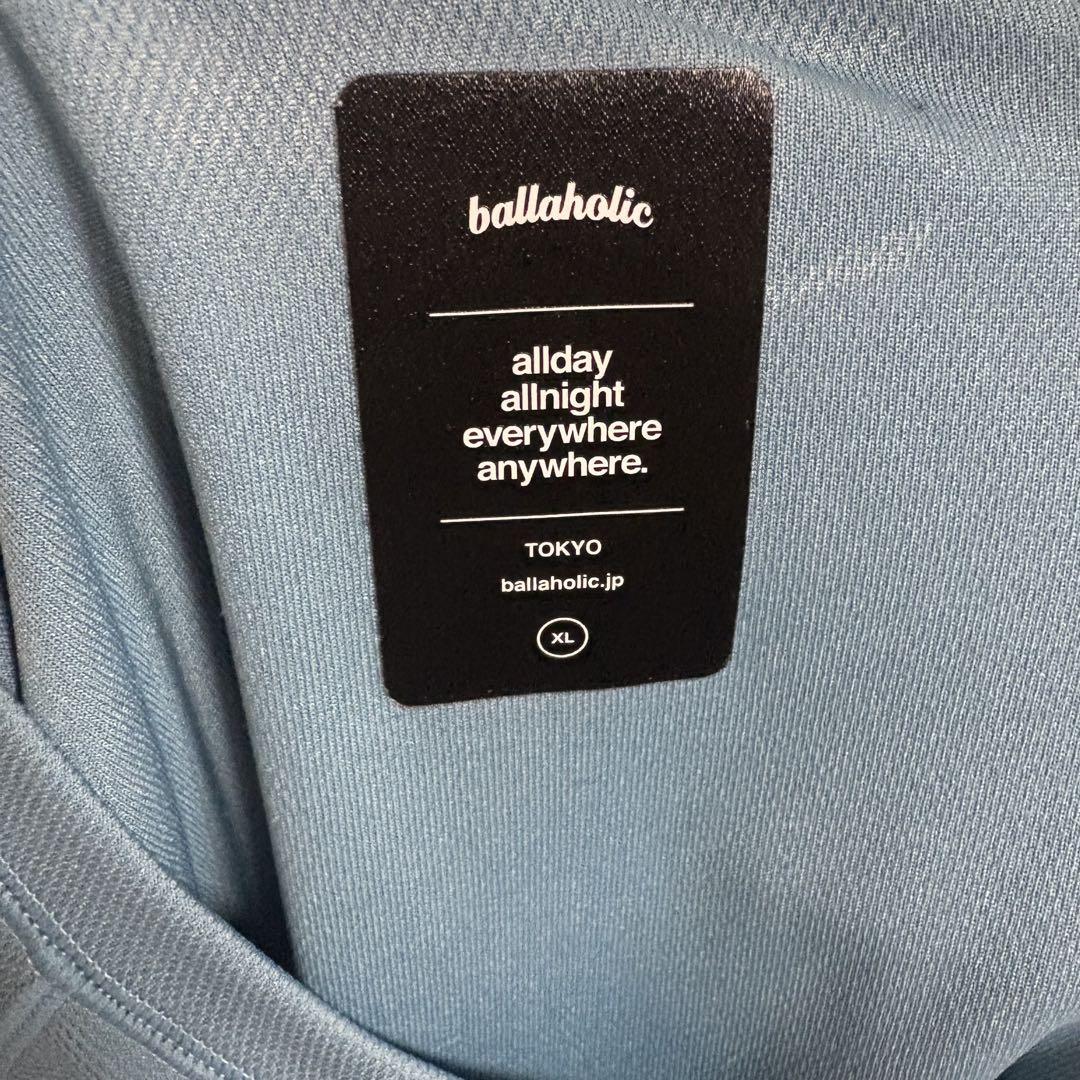 ballaholic
allday
allnight
everywhere
anywhere.
TOKYO
ballaholic.jp
XL